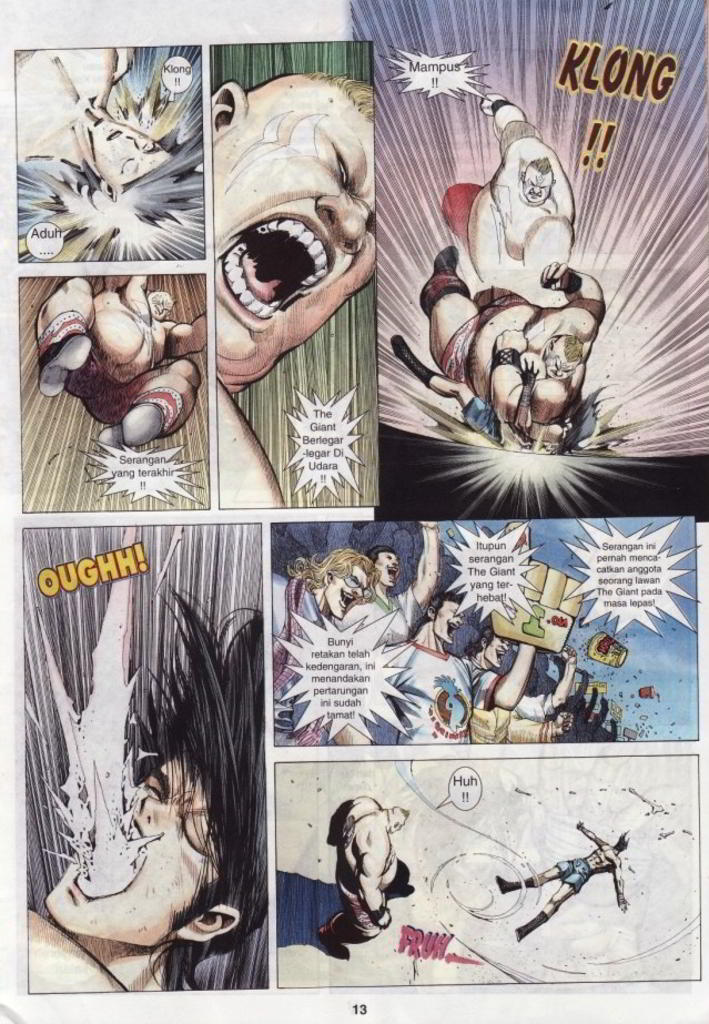 Klong
!!
Aduh
....
The
Giant
Berlegar
-legar Di
Udara
!!
Mampus
!!
KLONG
!!
Serangan
yang terakhir
!!
OUGHH!
Bunyi
retakan telah
kedengaran, ini
menandakan
pertarungan
ini sudah
tamat!
Itupun
serangan
The Giant
yang ter-
hebat!
Serangan ini
pernah menca-
catkan anggota
seorang lawan
The Giant pada
masa lepas!
NO.
1
Huh
!!
FRUH...
13